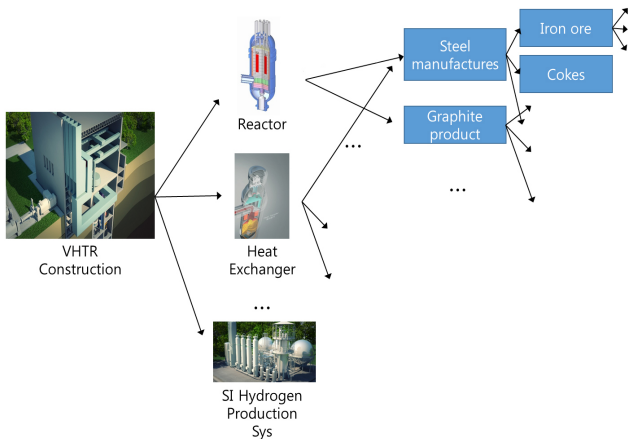 Reactor
Steel
manufactures
Iron ore
Cokes
Graphite
product
...
...
VHTR
Construction
Heat
Exchanger
...
SI Hydrogen
Production
Sys